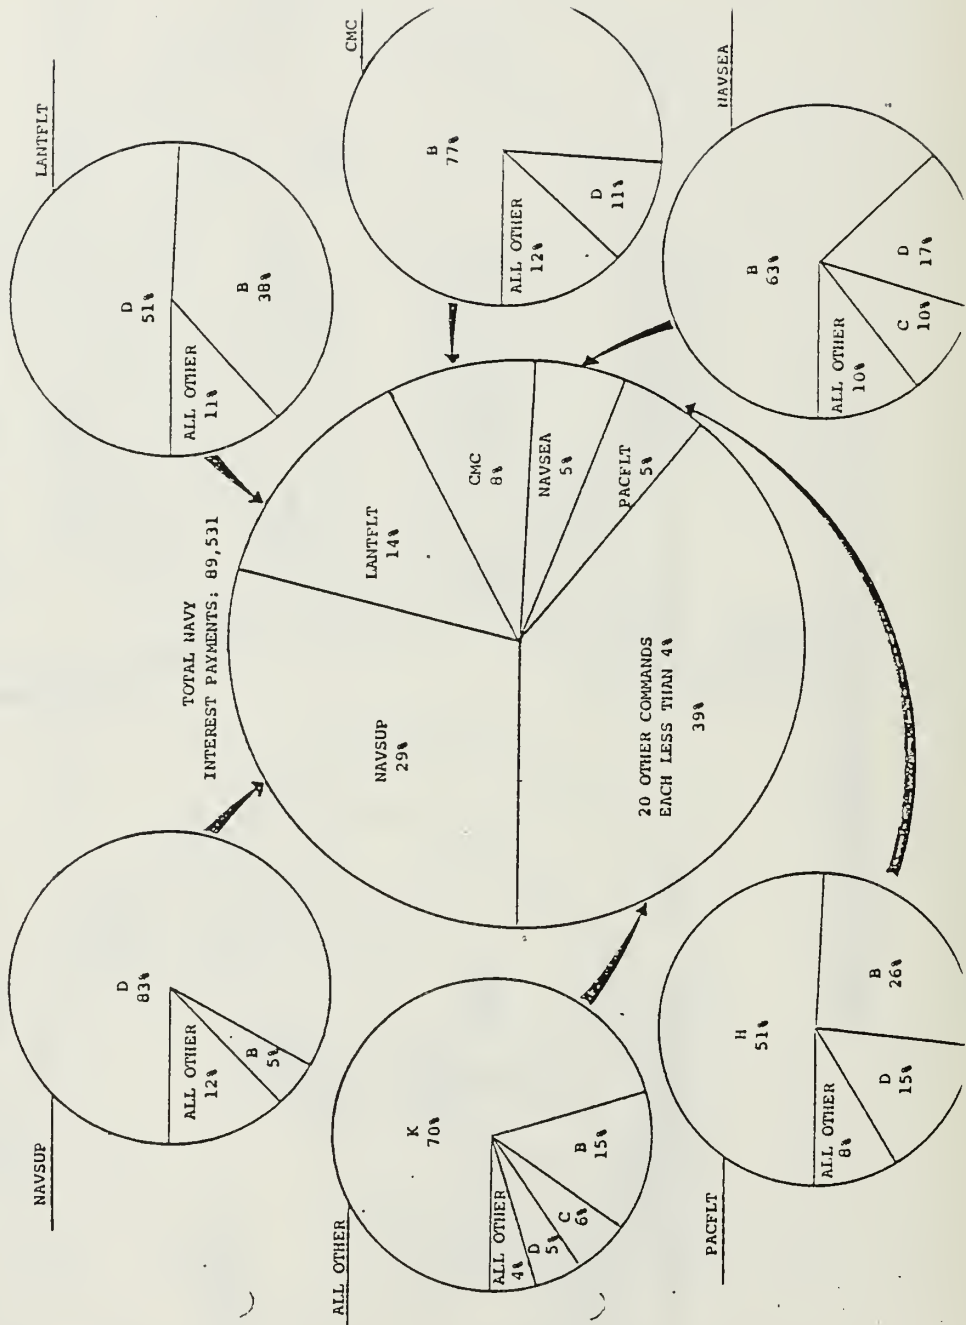 NAVSUP
D
83%
ALL OTHER
12%
B
5%
TOTAL NAVY
INTEREST PAYMENTS: 89,531
LANTFLT
D
51%
B
38%
ALL OTHER
11%
ALL OTHER
K
70%
B
15%
C
6%
D
5%
ALL OTHER
4%
NAVSUP
29%
LANTFLT
14%
CMC
8%
NAVSEA
5%
PACFLT
5%
20 OTHER COMMANDS
EACH LESS THAN 4%
39%
CMC
B
77%
ALL OTHER
12%
D
11%
PACFLT
H
51%
B
26%
D
15%
ALL OTHER
8%
NAVSEA
B
63%
D
17%
C
10%
ALL OTHER
10%